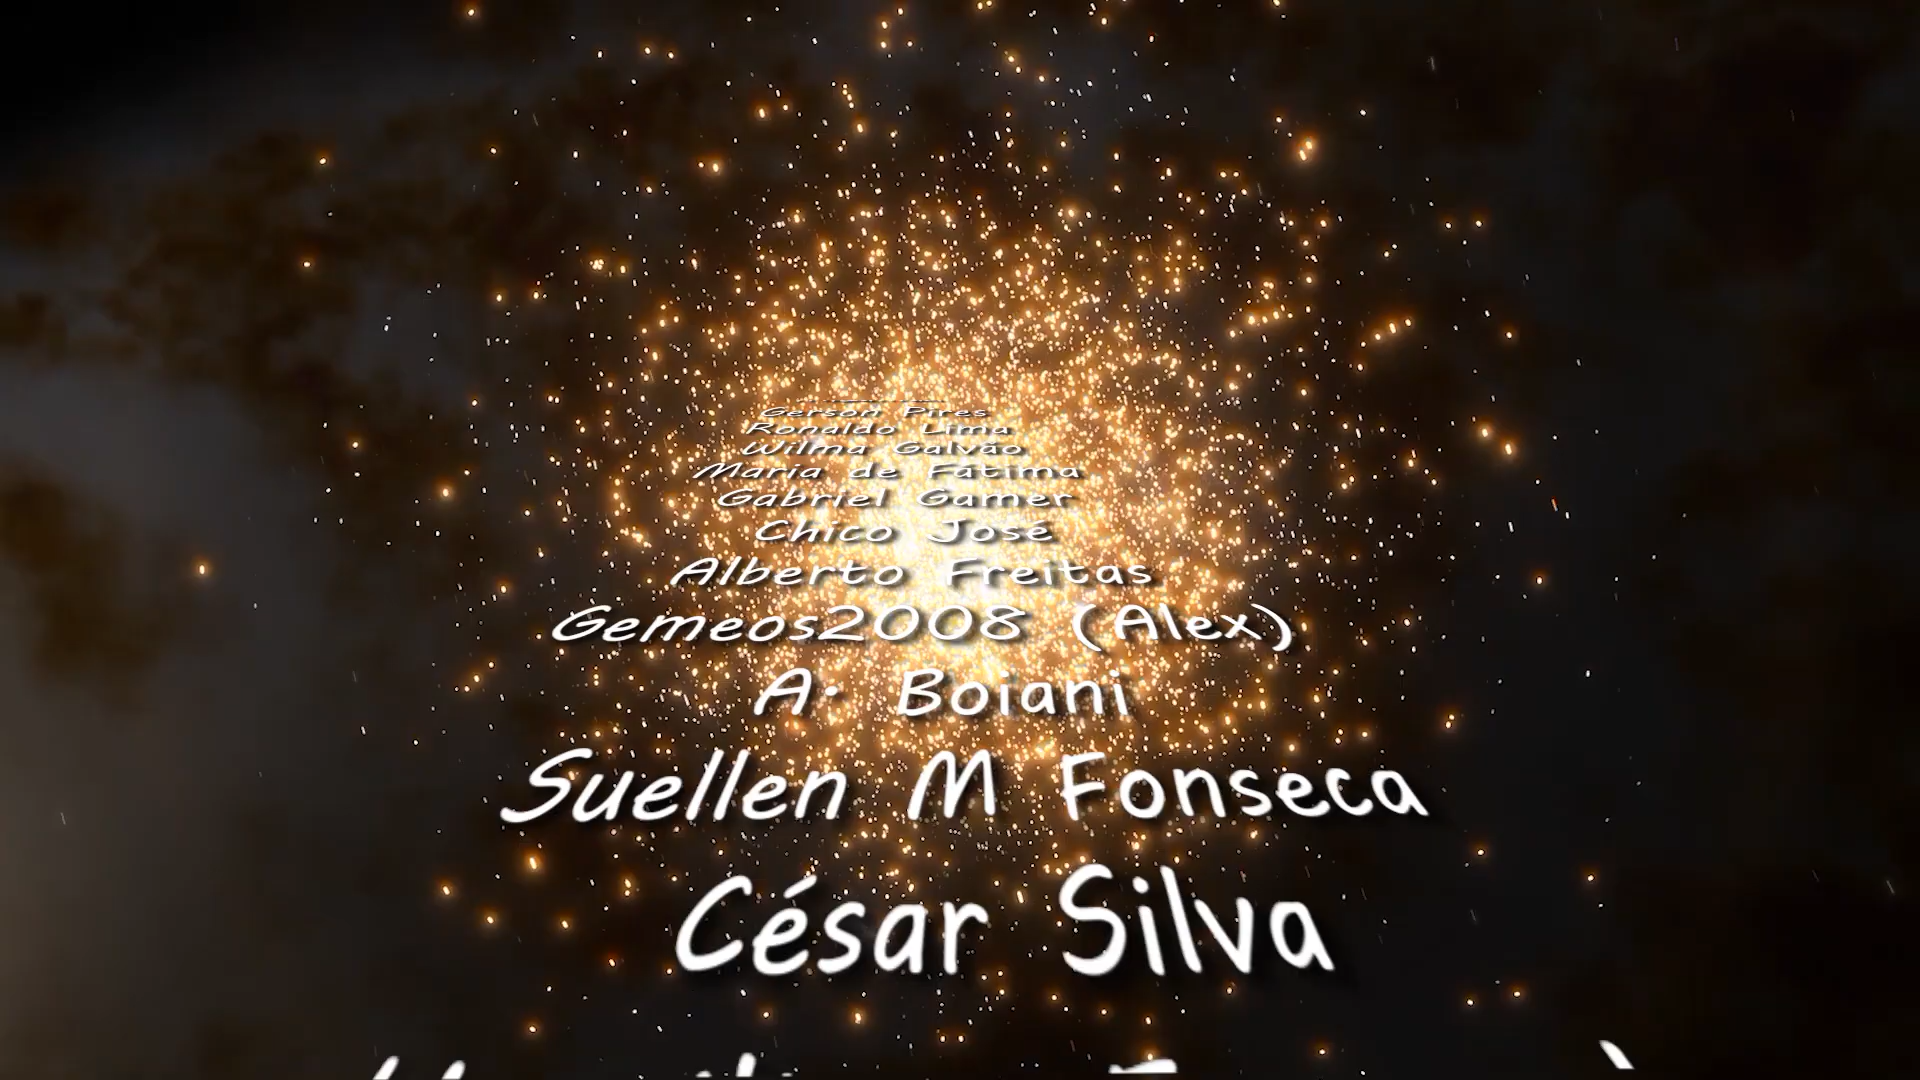 Gerson Pires
Ronaldo Lima
Wilma Galvão
Maria de Fátima
Gabriel Gamer
Chico José
Alberto Freitas
Gemeos2008 (Alex)
A. Boiani
Suellen M Fonseca
César Silva